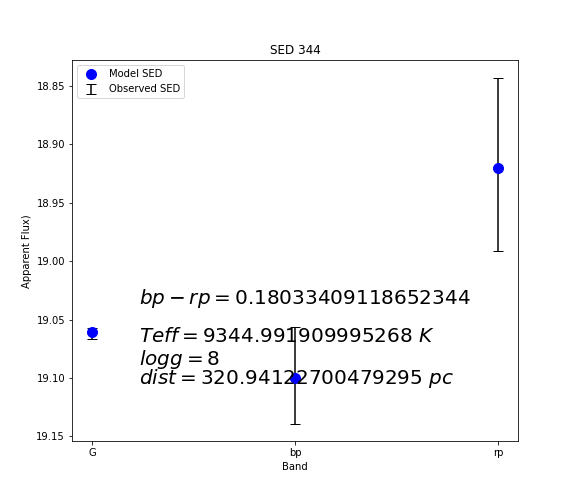 SED 344
Model SED
Observed SED
Apparent Flux)
18.85
18.90
18.95
19.00
19.05
19.10
19.15
bp − rp = 0.18033409118652344
Teff = 9344.991909995268 K
logg = 8
dist = 320.94122700479295 pc
G
bp
rp
Band